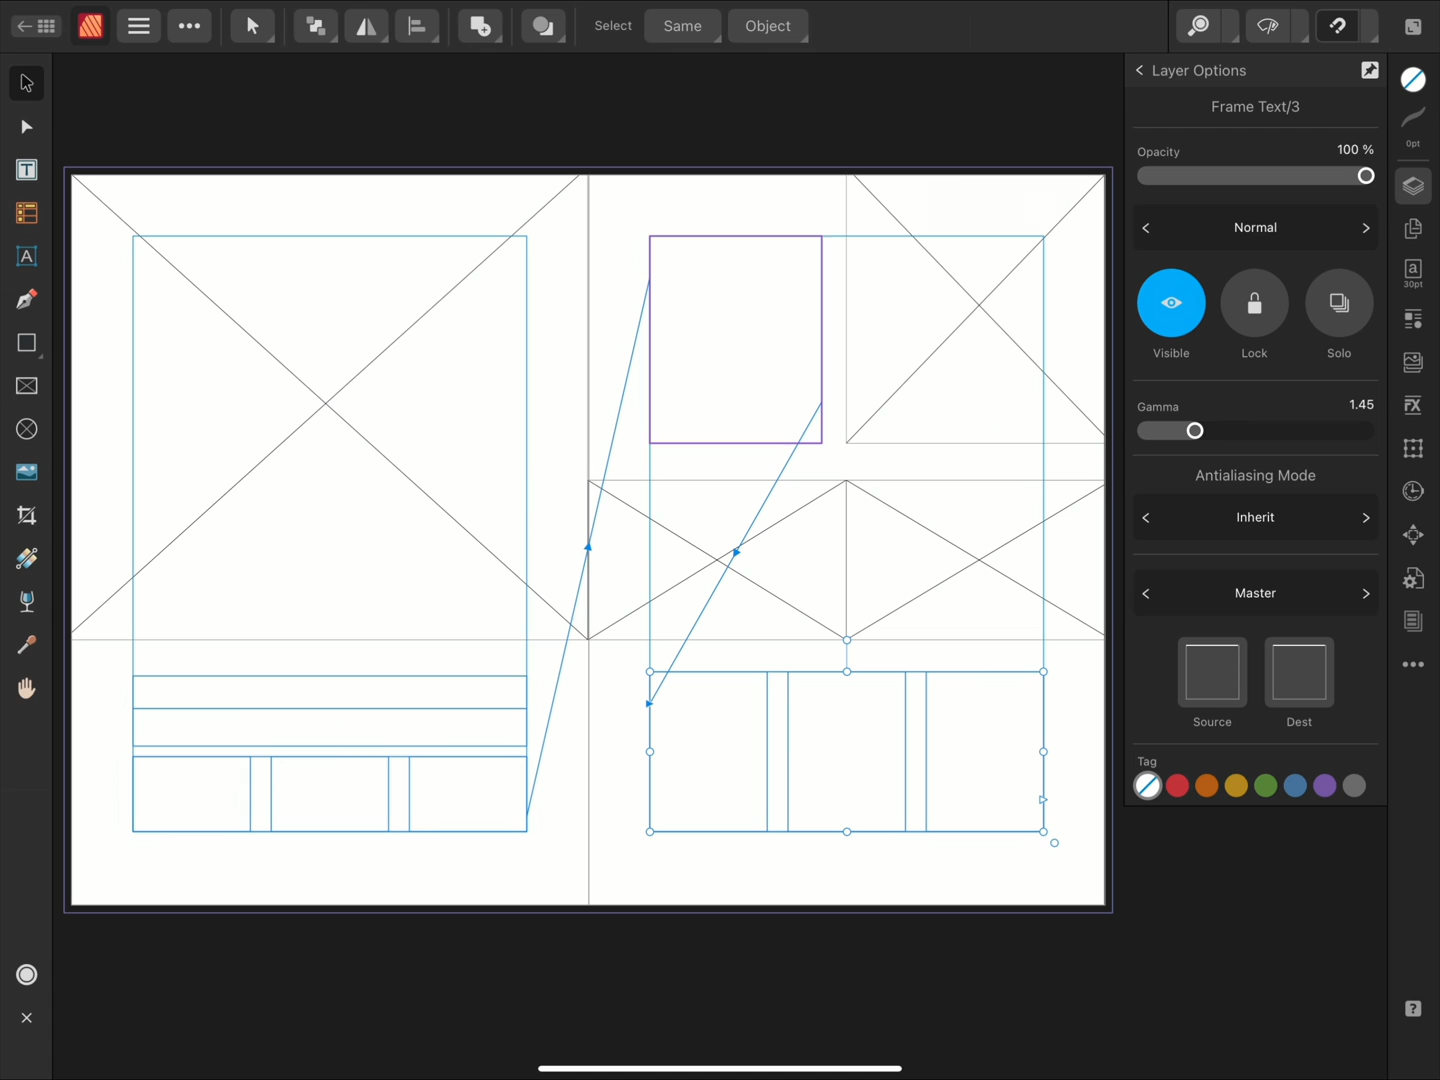 Select
Same
Object
Layer Options
Frame Text/3
Opacity
100 %
Normal
Visible
Lock
Solo
Gamma
1.45
Antialiasing Mode
Inherit
Master
Source
Dest
Tag
0pt
a
30pt
FX
T
A
?